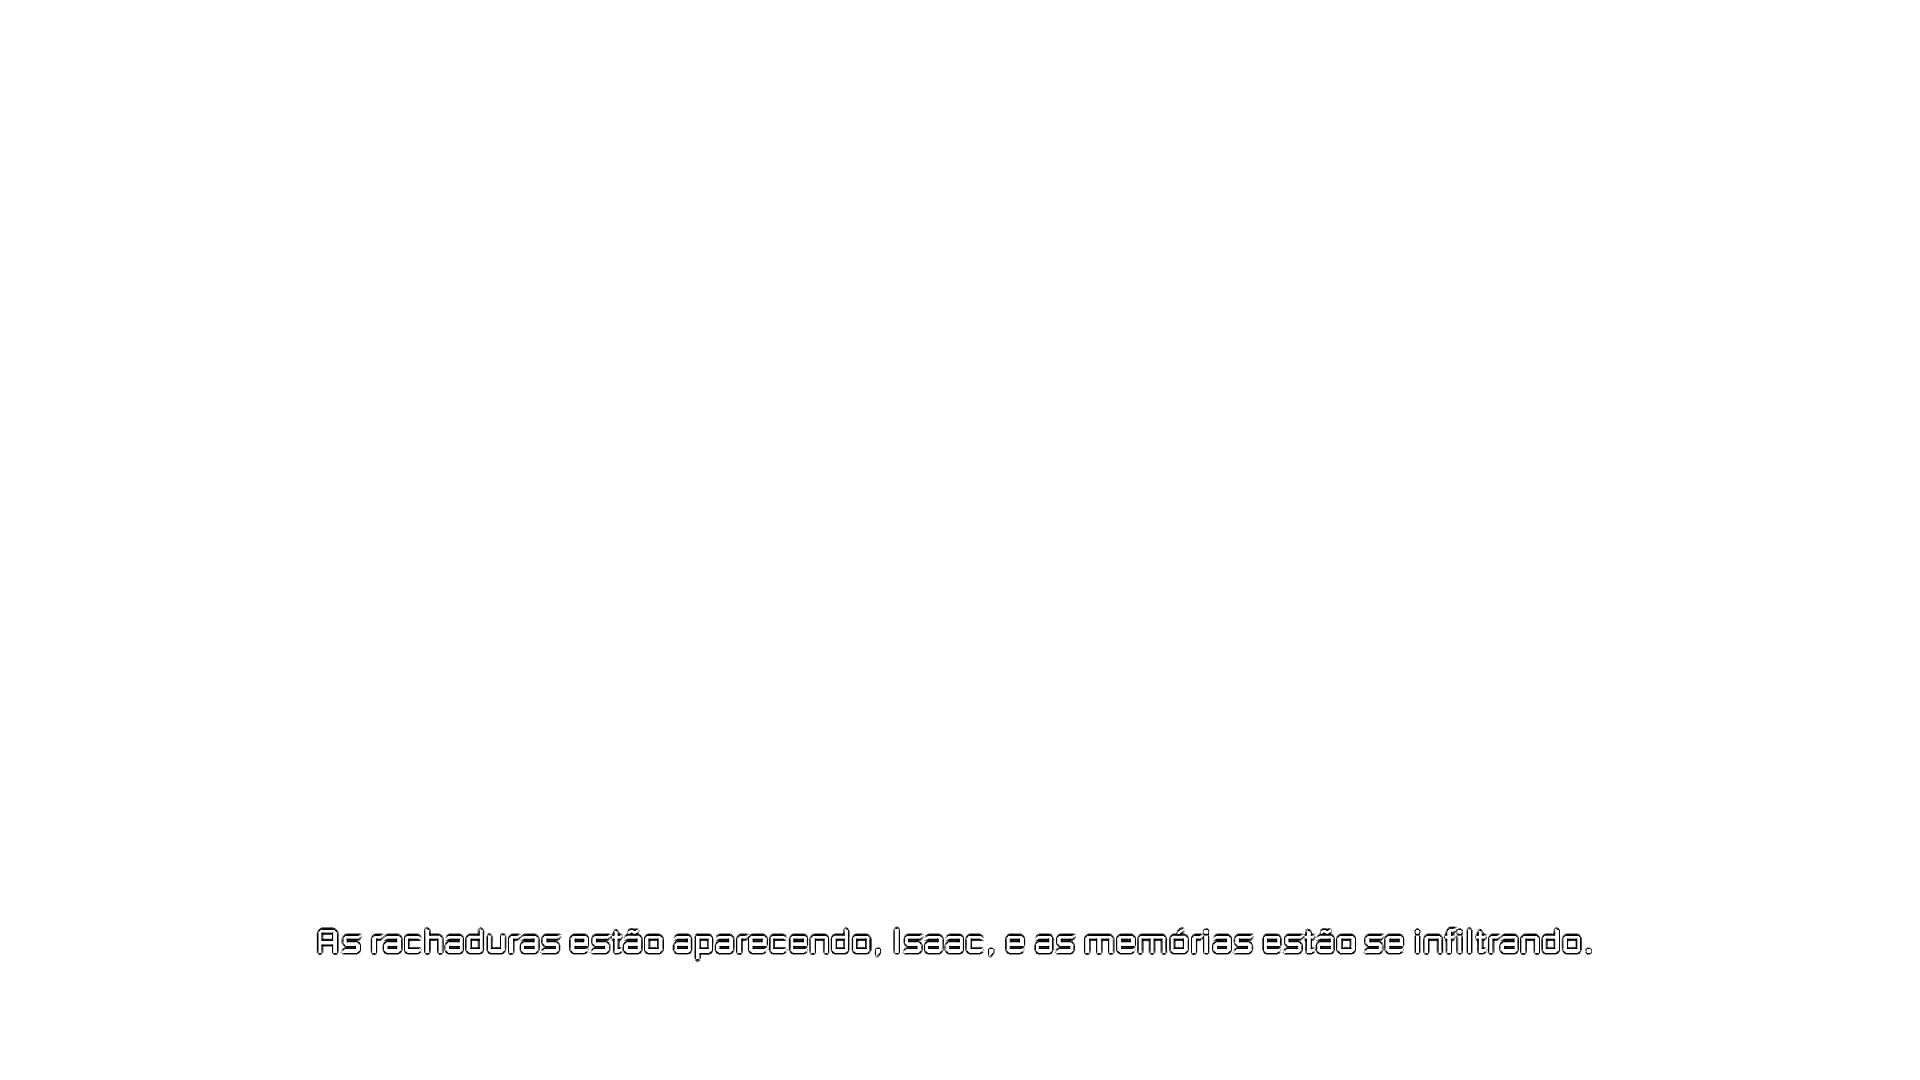 As rachaduras estão aparecendo, Isaac, e as memórias estão se infiltrando.